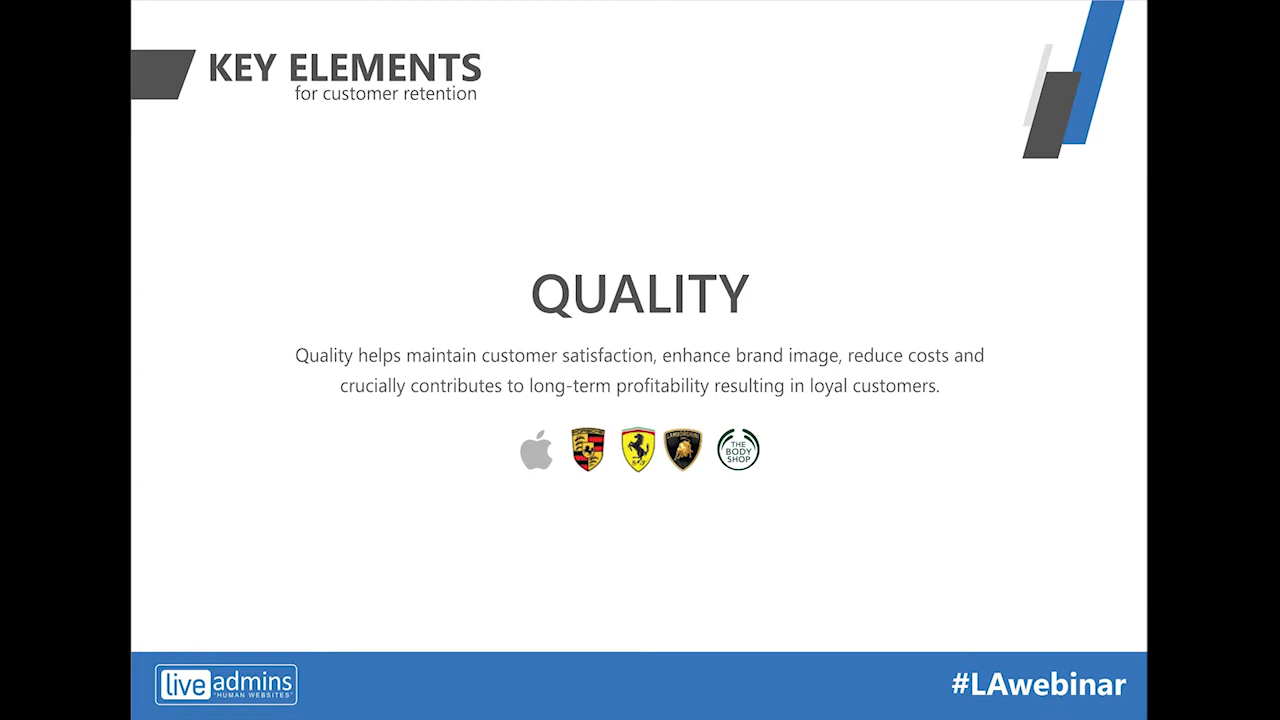 KEY ELEMENTS
for customer retention
QUALITY
Quality helps maintain customer satisfaction, enhance brand image, reduce costs and
crucially contributes to long-term profitability resulting in loyal customers.
THE
BODY
SHOP
live admins
"HUMAN WEBSITES"
#LAwebinar